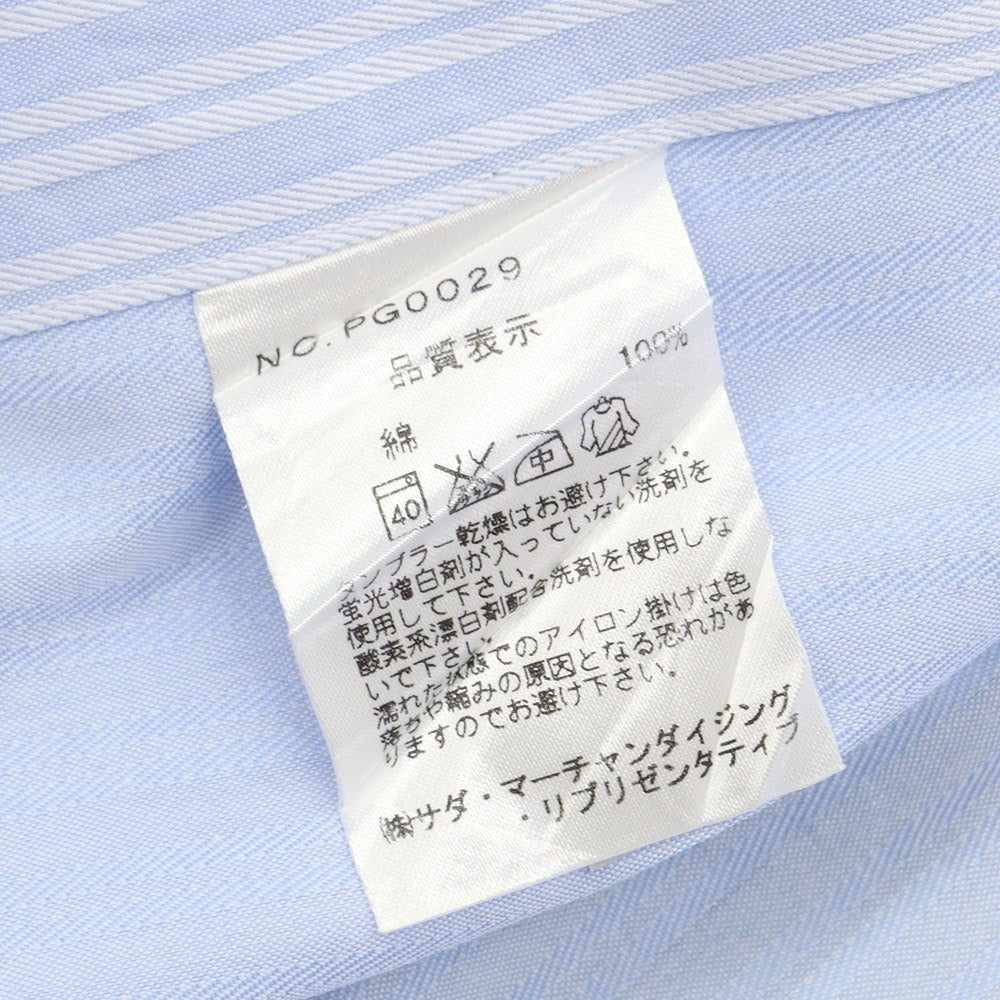 NO.PG0029
品質表示
綿 100%
40 中
タンブラー乾燥はお避け下さい。
蛍光増白剤が入っていない洗剤を
使用して下さい。
酸素系漂白剤配合洗剤を使用しな
いで下さい。
濡れた状態でのアイロン掛けは色
落ちや縮みの原因となる恐れがあ
りますのでお避け下さい。
(株)サダ・マーチャンダイジング
・リプリゼンタティブ